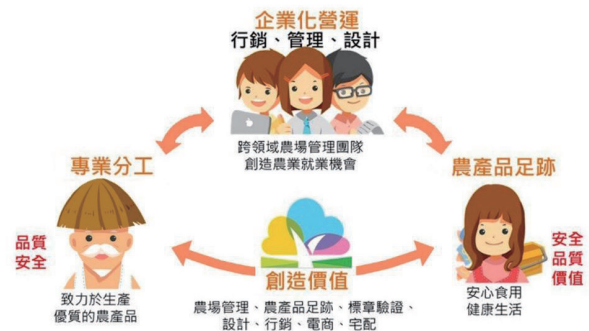 企業化營運
行銷、管理、設計
跨領域農場管理團隊
創造農業就業機會
專業分工
品質
安全
致力於生產
優質的農產品
農產品足跡
安全
品質
價值
安心食用
健康生活
創造價值
農場管理、農產品足跡、標章驗證、
設計、行銷、電商、宅配